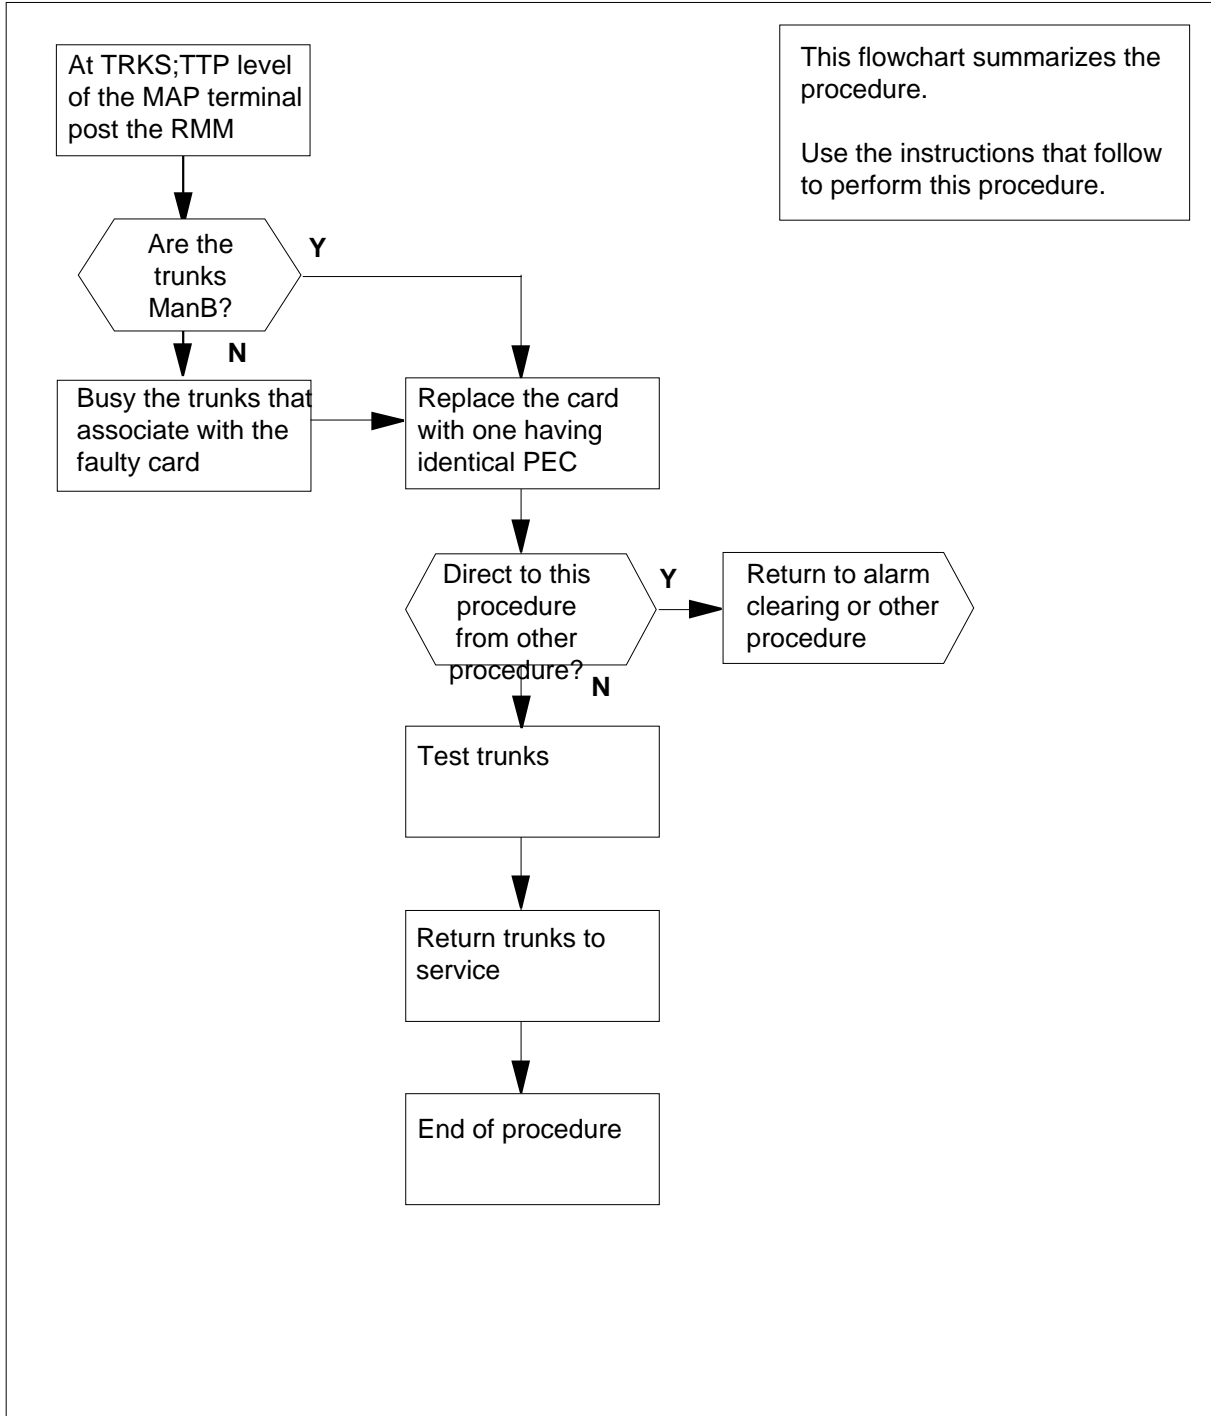 At TRKS;TTP level
of the MAP terminal
post the RMM
This flowchart summarizes the
procedure.
Use the instructions that follow
to perform this procedure.
Are the
trunks
ManB?
Y
N
Busy the trunks that
associate with the
faulty card
Replace the card
with one having
identical PEC
Direct to this
procedure
from other
procedure?
Y
N
Return to alarm
clearing or other
procedure
Test trunks
Return trunks to
service
End of procedure